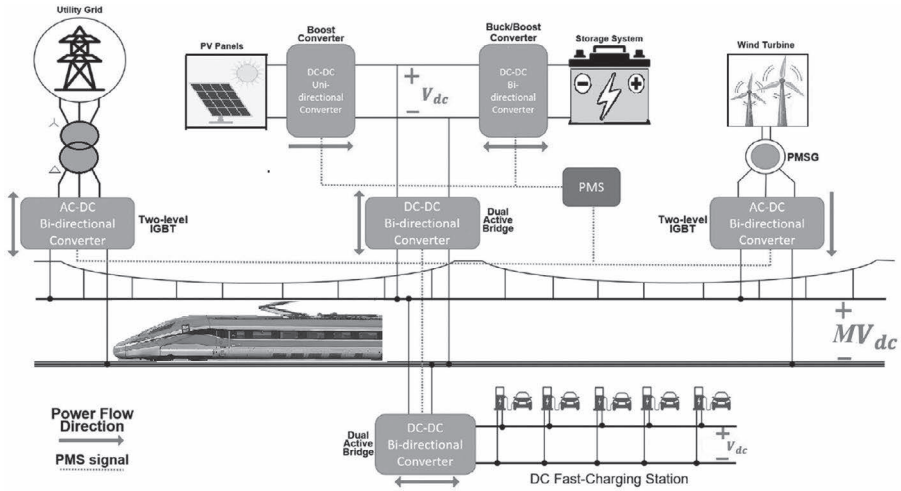 Utility Grid
PV Panels
Boost
Converter
DC-DC
Uni-
directional
Converter
+
V_dc
−
Buck/Boost
Converter
DC-DC
Bi-
directional
Converter
Storage System
− +
Wind Turbine
PMSG
PMS
AC-DC
Bi-directional
Converter
Two-level
IGBT
DC-DC
Bi-directional
Converter
Dual
Active
Bridge
Two-level
IGBT
AC-DC
Bi-directional
Converter
+
MV_dc
−
Power Flow
Direction
PMS signal
Dual
Active
Bridge
DC-DC
Bi-directional
Converter
+
V_dc
−
DC Fast-Charging Station